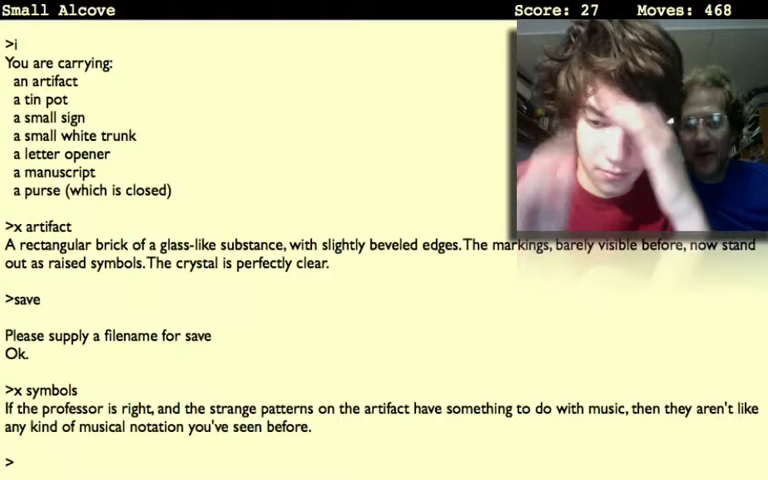 Small Alcove Score: 27 Moves: 468
>i
You are carrying:
an artifact
a tin pot
a small sign
a small white trunk
a letter opener
a manuscript
a purse (which is closed)
>x artifact
A rectangular brick of a glass-like substance, with slightly beveled edges. The markings, barely visible before, now stand
out as raised symbols. The crystal is perfectly clear.
>save
Please supply a filename for save
Ok.
>x symbols
If the professor is right, and the strange patterns on the artifact have something to do with music, then they aren't like
any kind of musical notation you've seen before.
>